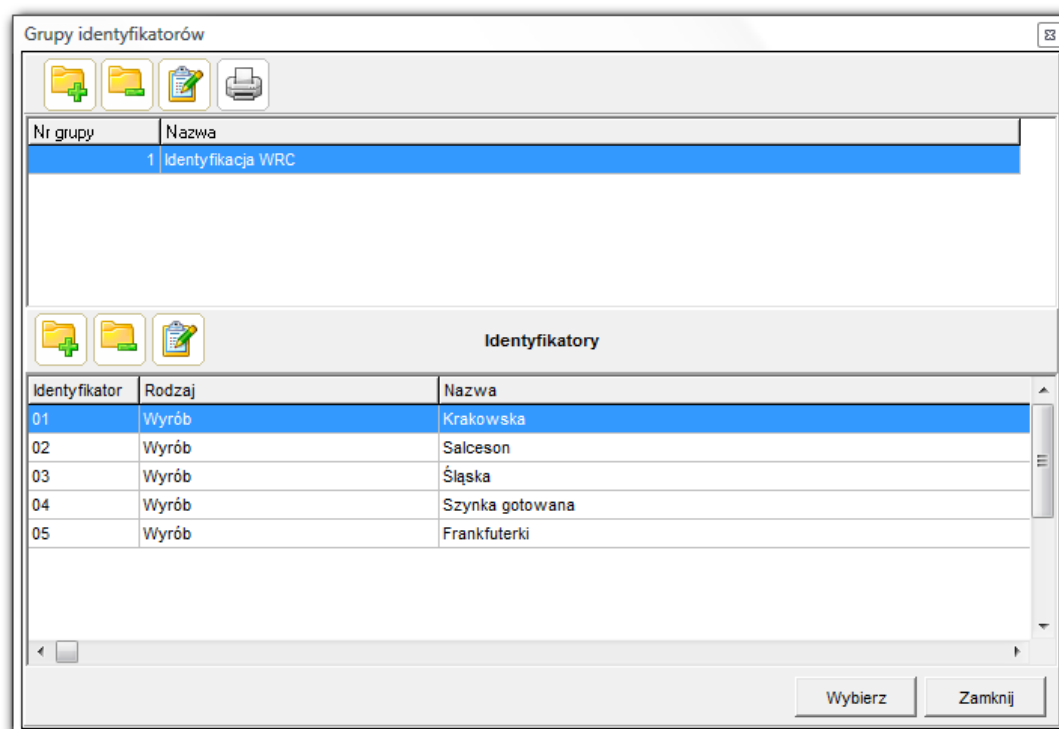 Grupy identyfikatorów
Nr grupy Nazwa
1 Identyfikacja WRC
Identyfikatory
Identyfikator Rodzaj Nazwa
01 Wyrób Krakowska
02 Wyrób Salceson
03 Wyrób Śląska
04 Wyrób Szynka gotowana
05 Wyrób Frankfuterki
Wybierz Zamknij